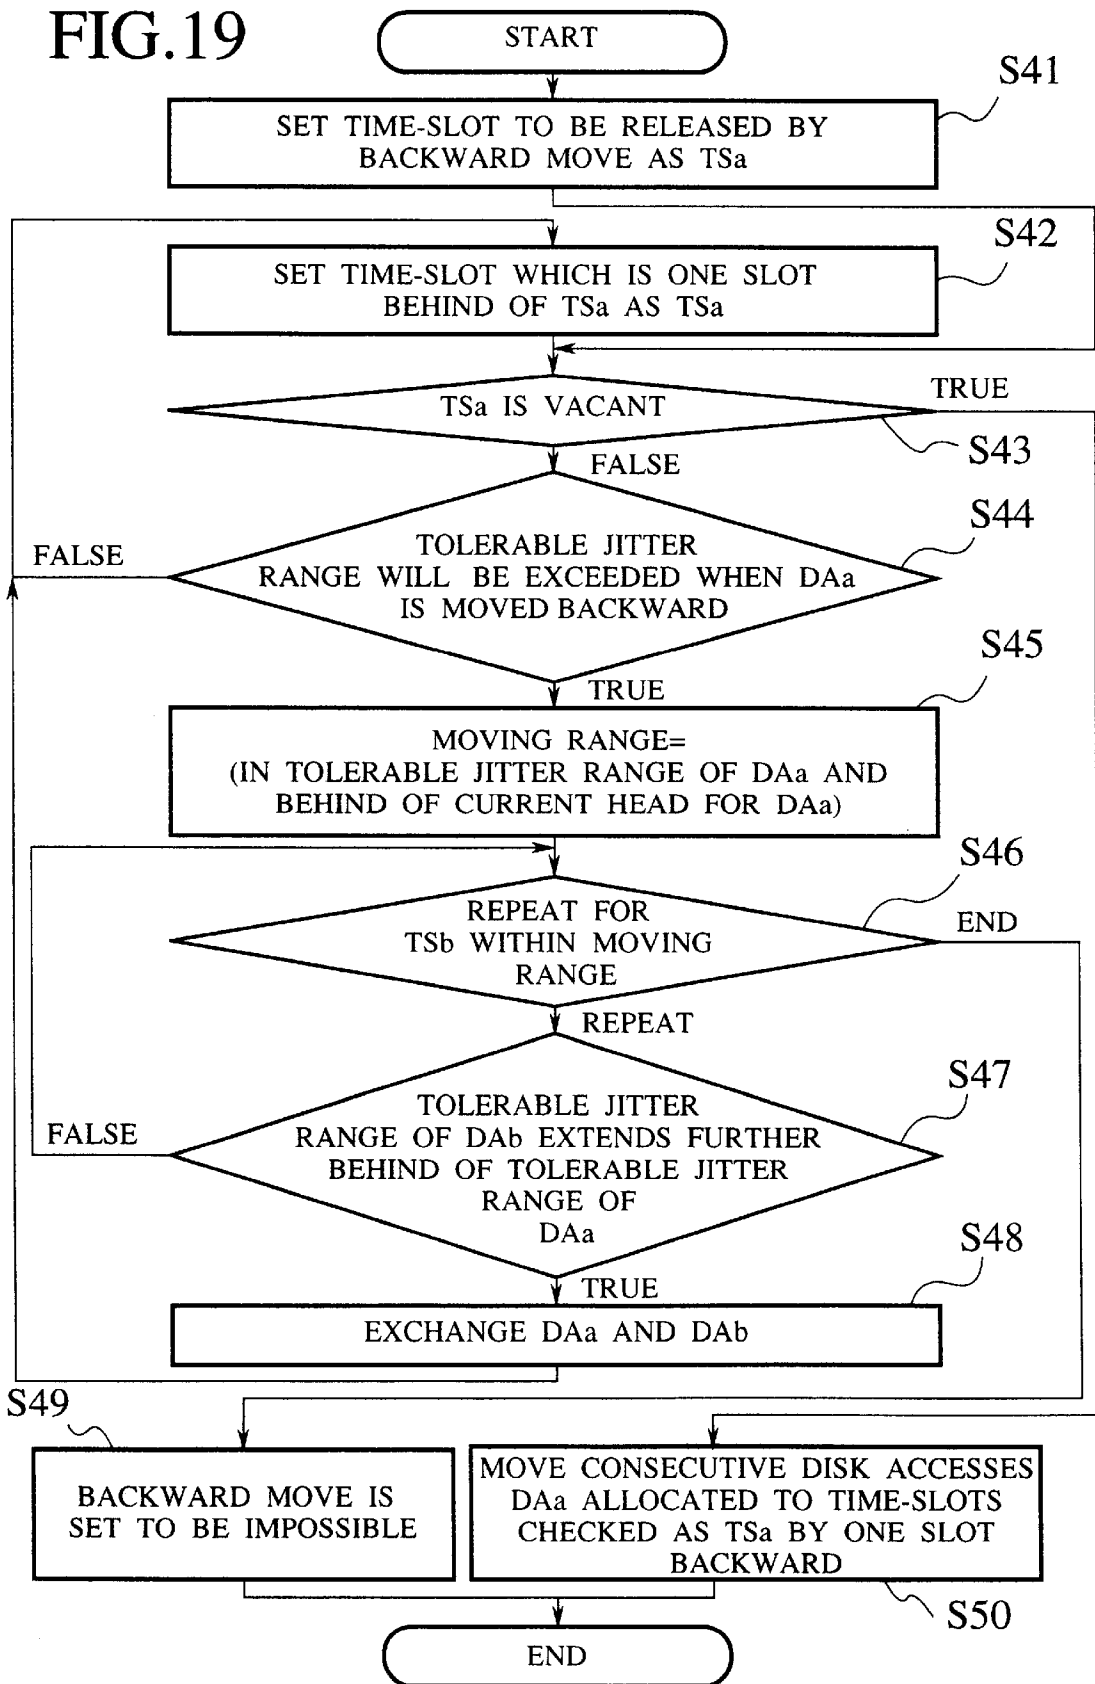 FIG.19
START
S41
SET TIME-SLOT TO BE RELEASED BY
BACKWARD MOVE AS TSa
S42
SET TIME-SLOT WHICH IS ONE SLOT
BEHIND OF TSa AS TSa
TSa IS VACANT
TRUE
S43
FALSE
S44
FALSE
TOLERABLE JITTER
RANGE WILL BE EXCEEDED WHEN DAa
IS MOVED BACKWARD
S45
TRUE
MOVING RANGE=
(IN TOLERABLE JITTER RANGE OF DAa AND
BEHIND OF CURRENT HEAD FOR DAa)
S46
REPEAT FOR
TSb WITHIN MOVING
RANGE
END
REPEAT
S47
FALSE
TOLERABLE JITTER
RANGE OF DAb EXTENDS FURTHER
BEHIND OF TOLERABLE JITTER
RANGE OF
DAa
S48
TRUE
EXCHANGE DAa AND DAb
S49
BACKWARD MOVE IS
SET TO BE IMPOSSIBLE
MOVE CONSECUTIVE DISK ACCESSES
DAa ALLOCATED TO TIME-SLOTS
CHECKED AS TSa BY ONE SLOT
BACKWARD
S50
END